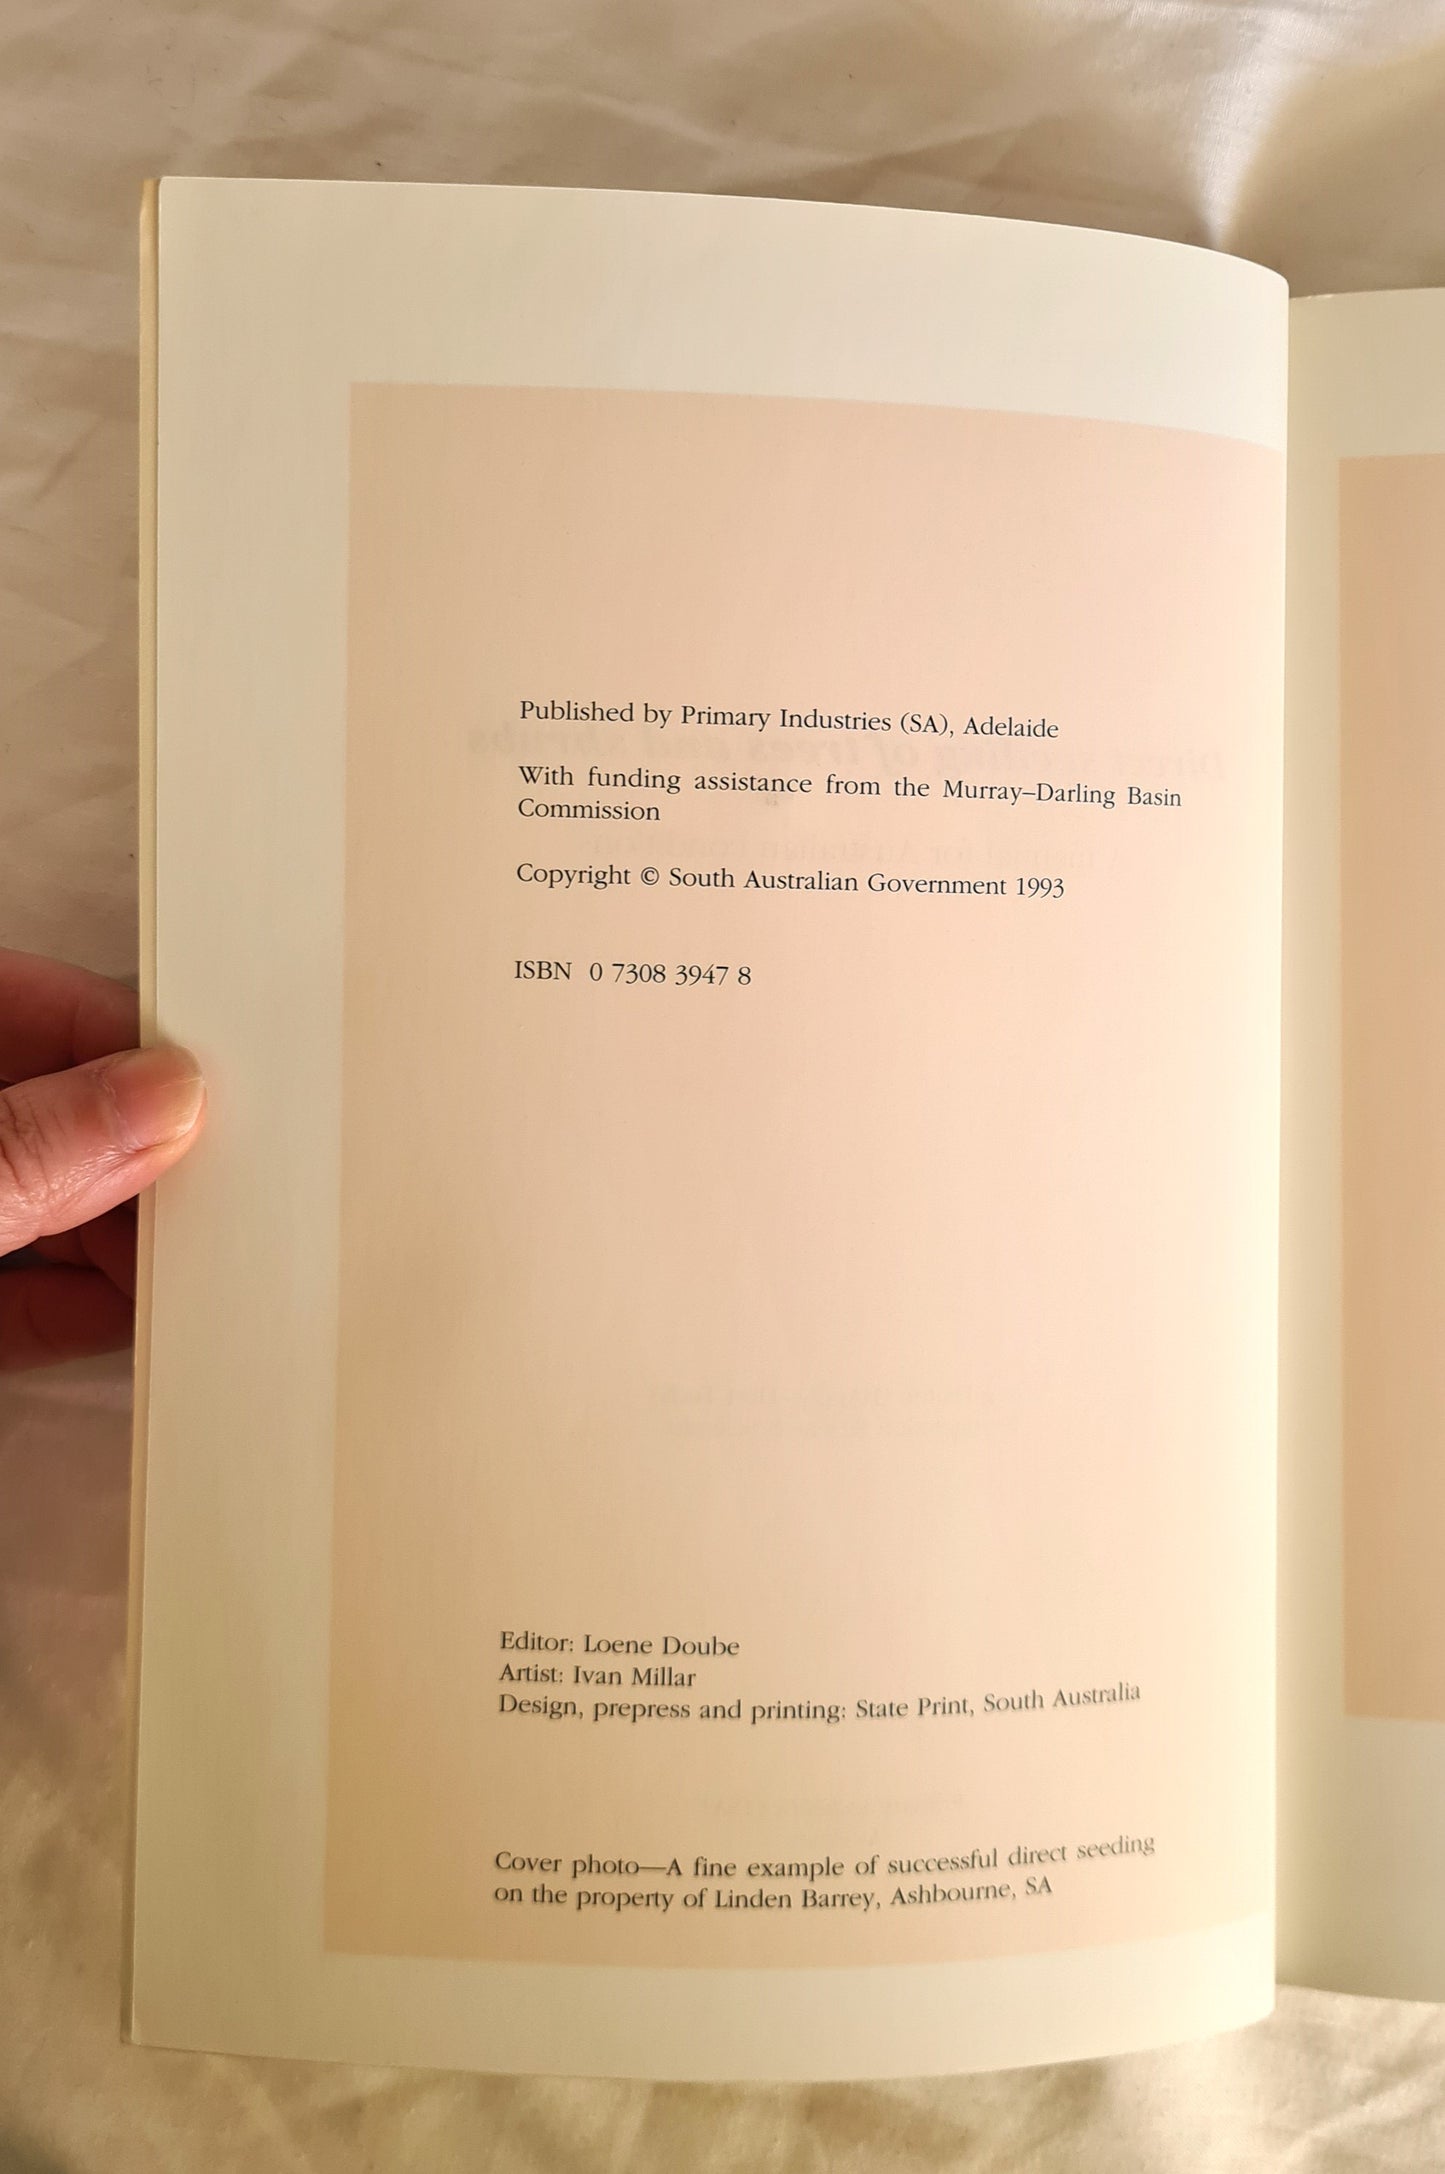 Published by Primary Industries (SA), Adelaide
With funding assistance from the Murray–Darling Basin
Commission
Copyright © South Australian Government 1993
ISBN 0 7308 3947 8
Editor: Loene Doube
Artist: Ivan Millar
Design, prepress and printing: State Print, South Australia
Cover photo—A fine example of successful direct seeding
on the property of Linden Barrey, Ashbourne, SA